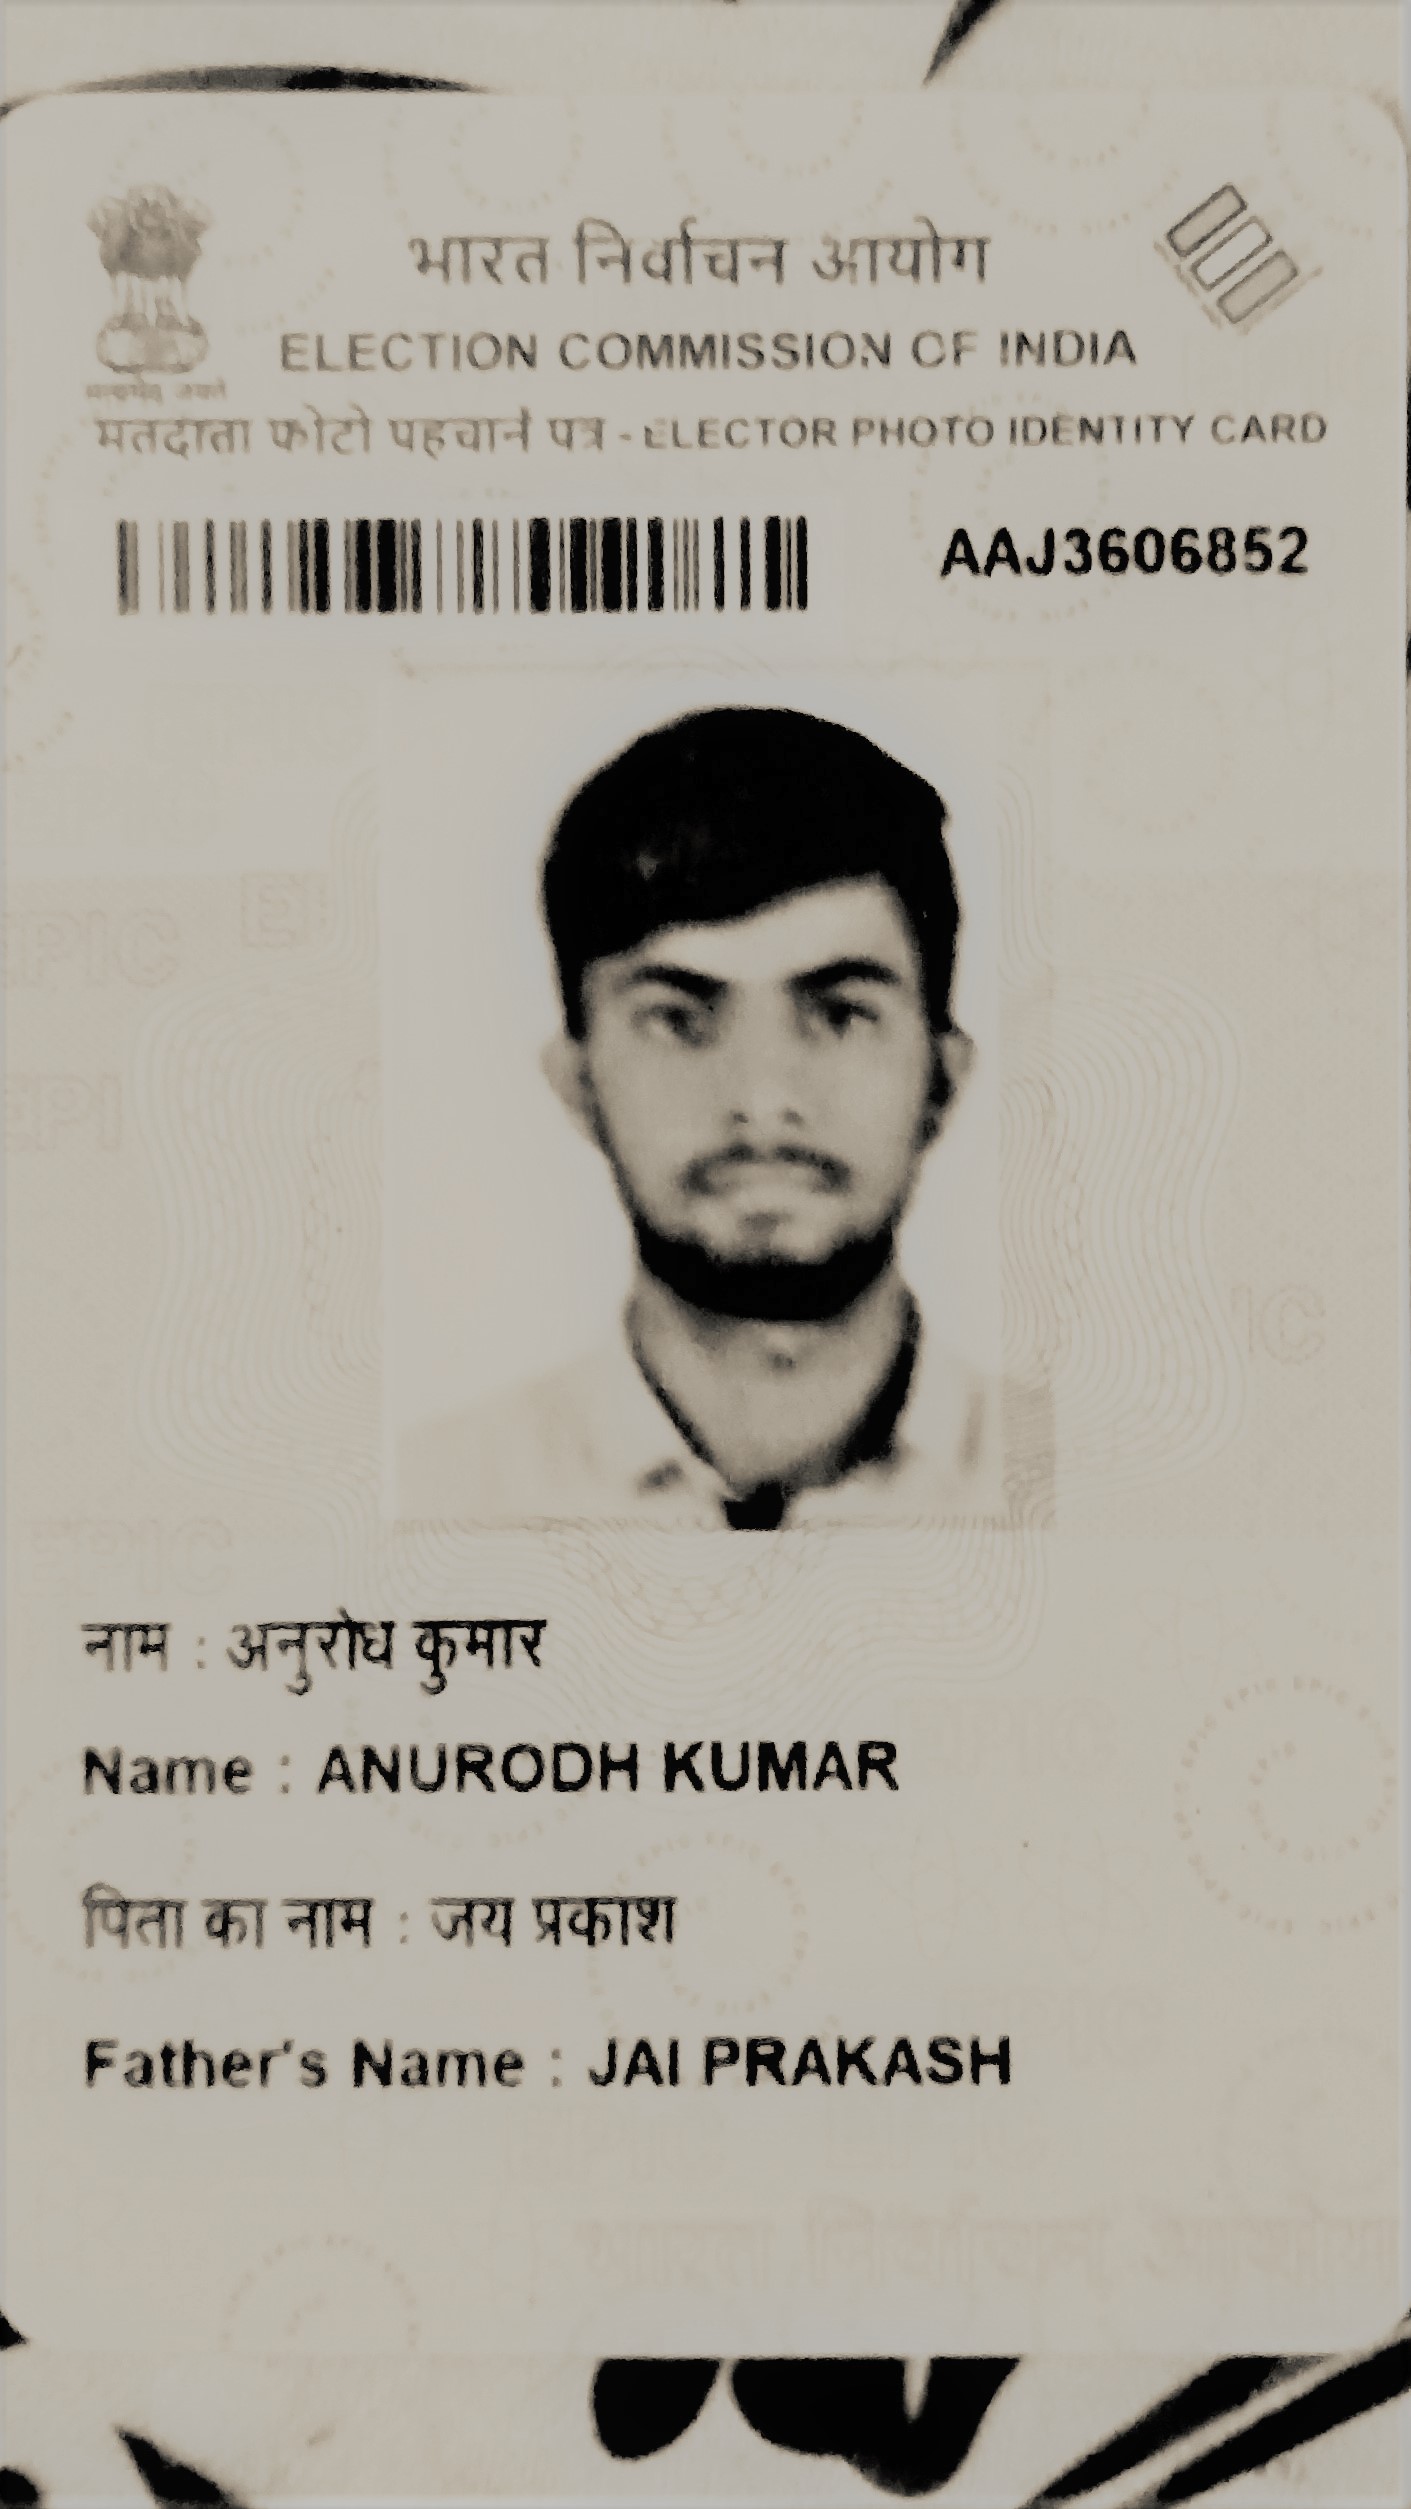 भारत निर्वाचन आयोग
ELECTION COMMISSION OF INDIA
सत्यमेव जयते
मतदाता फोटो पहचान पत्र - ELECTOR PHOTO IDENTITY CARD
AAJ3606852
नाम : अनुरोध कुमार
Name : ANURODH KUMAR
पिता का नाम : जय प्रकाश
Father's Name : JAI PRAKASH